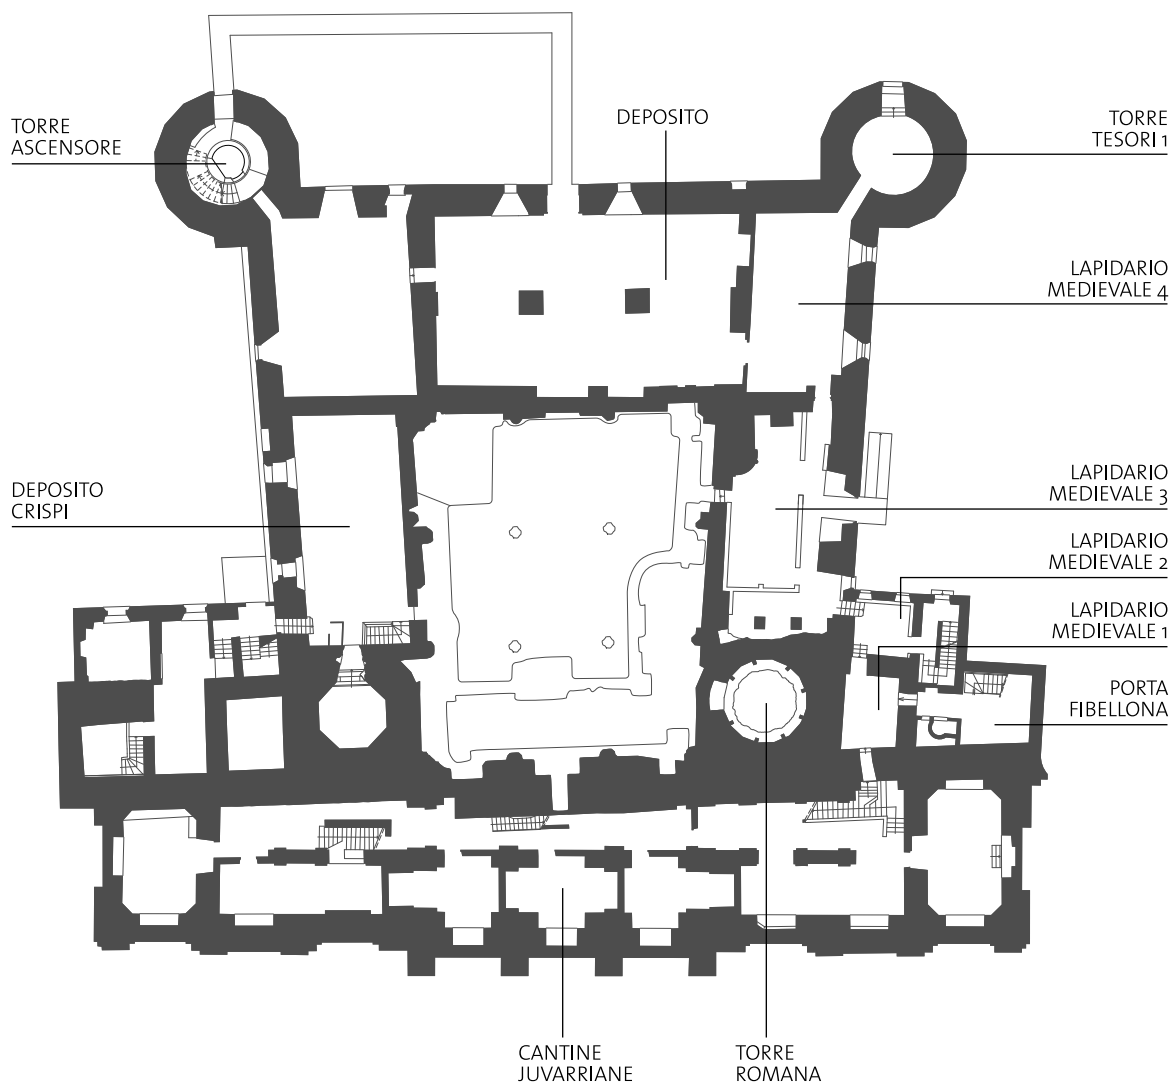 TORRE
ASCENSORE
DEPOSITO
TORRE
TESORI 1
LAPIDARIO
MEDIEVALE 4
DEPOSITO
CRISPI
LAPIDARIO
MEDIEVALE 3
LAPIDARIO
MEDIEVALE 2
LAPIDARIO
MEDIEVALE 1
PORTA
FIBELLONA
CANTINE
JUVARRIANE
TORRE
ROMANA